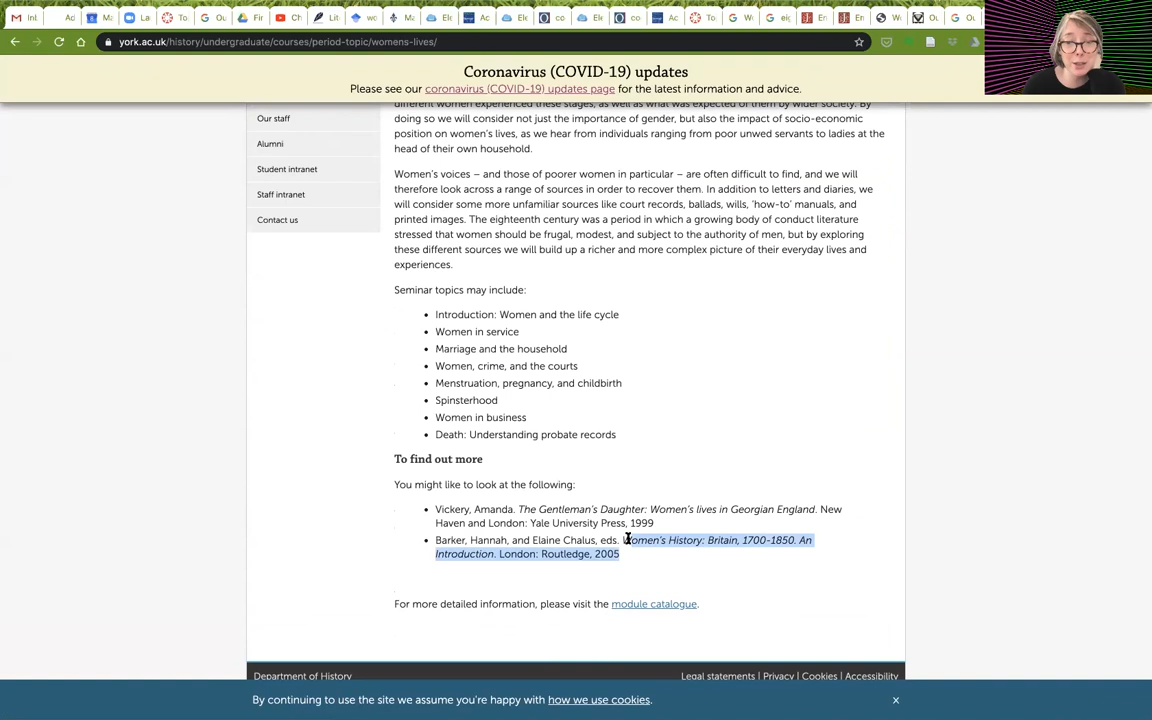 york.ac.uk/history/undergraduate/courses/period-topic/womens-lives/
Coronavirus (COVID-19) updates
Please see our coronavirus (COVID-19) updates page for the latest information and advice.
Our staff
Alumni
Student intranet
Staff intranet
Contact us
different women experienced these stages, as well as what was expected of them by wider society. By
doing so we will consider not just the importance of gender, but also the impact of socio-economic
position on women's lives, as we hear from individuals ranging from poor unwed servants to ladies at the
head of their own household.
Women's voices – and those of poorer women in particular – are often difficult to find, and we will
therefore look across a range of sources in order to recover them. In addition to letters and diaries, we
will consider some more unfamiliar sources like court records, ballads, wills, 'how-to' manuals, and
printed images. The eighteenth century was a period in which a growing body of conduct literature
stressed that women should be frugal, modest, and subject to the authority of men, but by exploring
these different sources we will build up a richer and more complex picture of their everyday lives and
experiences.
Seminar topics may include:
• Introduction: Women and the life cycle
• Women in service
• Marriage and the household
• Women, crime, and the courts
• Menstruation, pregnancy, and childbirth
• Spinsterhood
• Women in business
• Death: Understanding probate records
To find out more
You might like to look at the following:
• Vickery, Amanda. The Gentleman's Daughter: Women's lives in Georgian England. New
Haven and London: Yale University Press, 1999
• Barker, Hannah, and Elaine Chalus, eds. Women's History: Britain, 1700-1850. An
Introduction. London: Routledge, 2005
For more detailed information, please visit the module catalogue.
Department of History
Legal statements | Privacy | Cookies | Accessibility
By continuing to use the site we assume you're happy with how we use cookies.
X